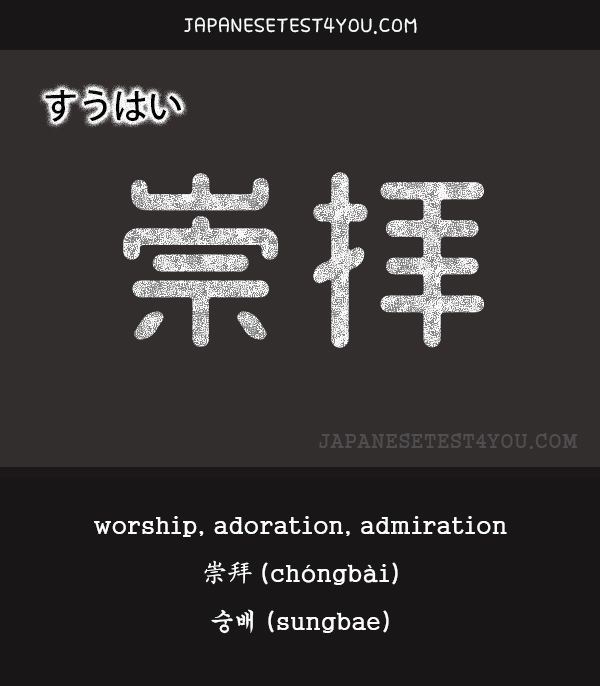 JAPANESETEST4YOU.COM
すうはい
崇拝
JAPANESETEST4YOU.COM
worship, adoration, admiration
崇拜 (chóngbài)
숭배 (sungbae)